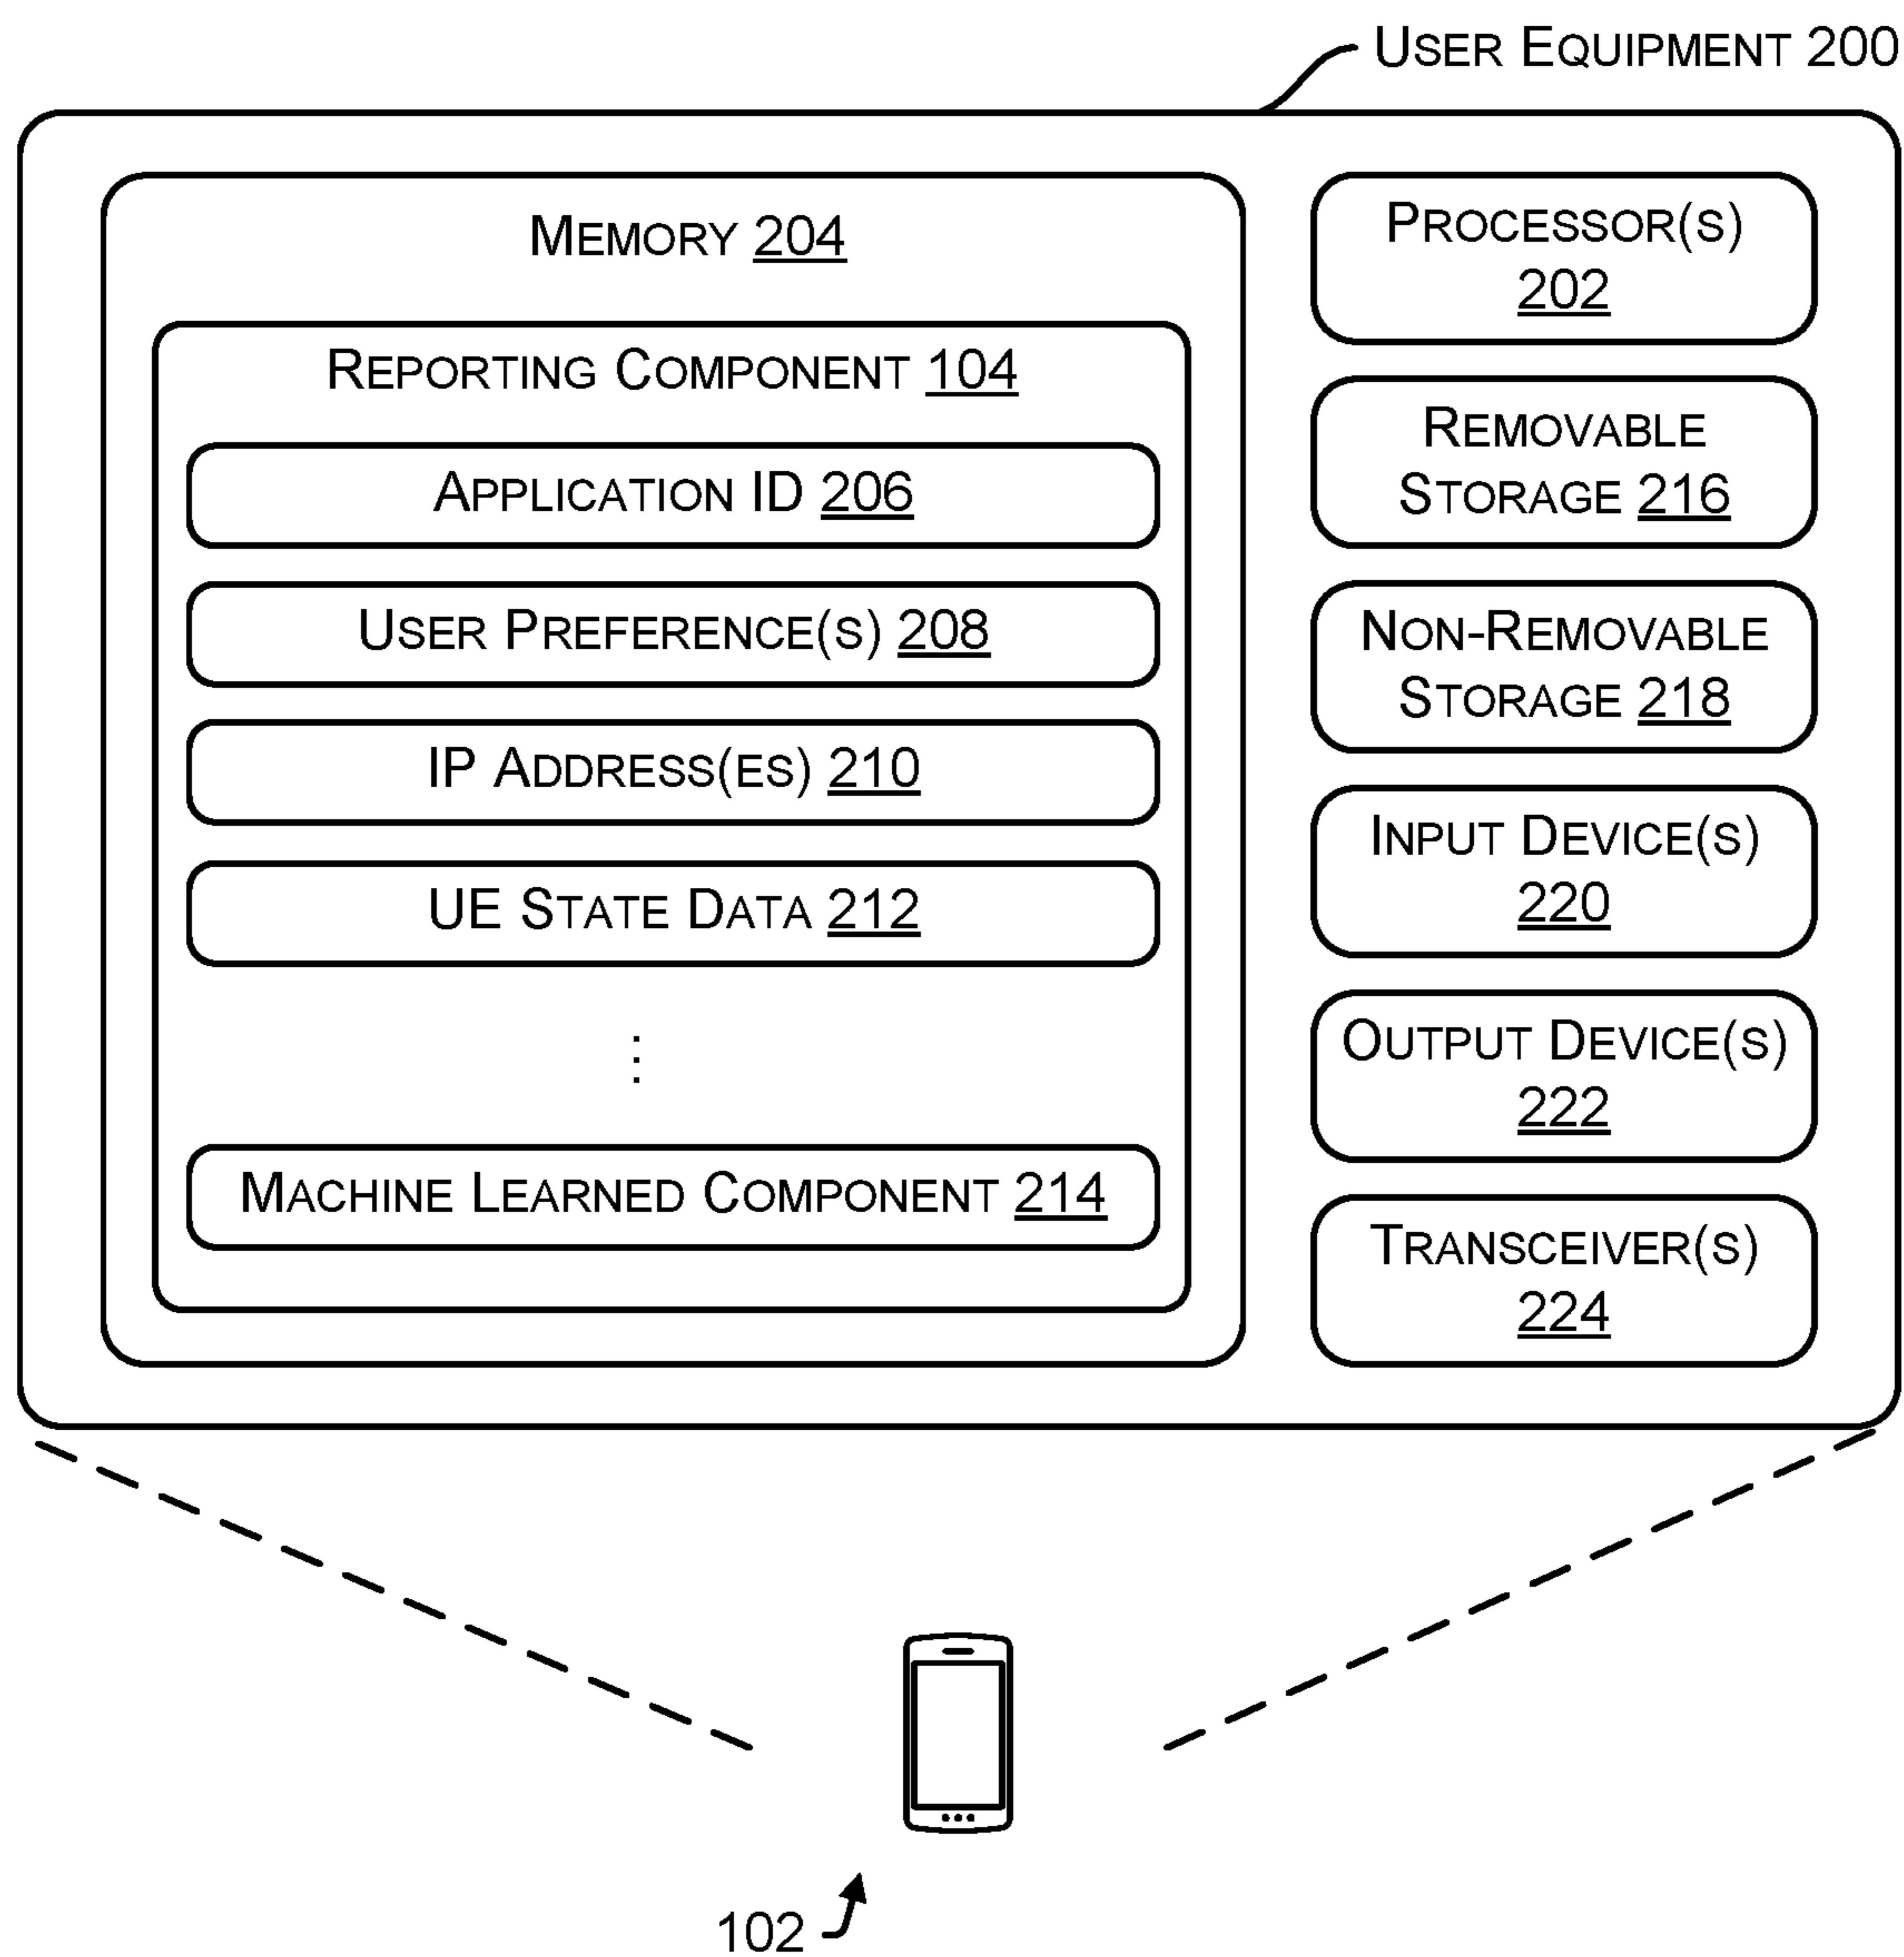 USER EQUIPMENT 200
MEMORY 204
REPORTING COMPONENT 104
APPLICATION ID 206
USER PREFERENCE(S) 208
IP ADDRESS(ES) 210
UE STATE DATA 212
⋮
MACHINE LEARNED COMPONENT 214
PROCESSOR(S)
202
REMOVABLE
STORAGE 216
NON-REMOVABLE
STORAGE 218
INPUT DEVICE(S)
220
OUTPUT DEVICE(S)
222
TRANSCEIVER(S)
224
102